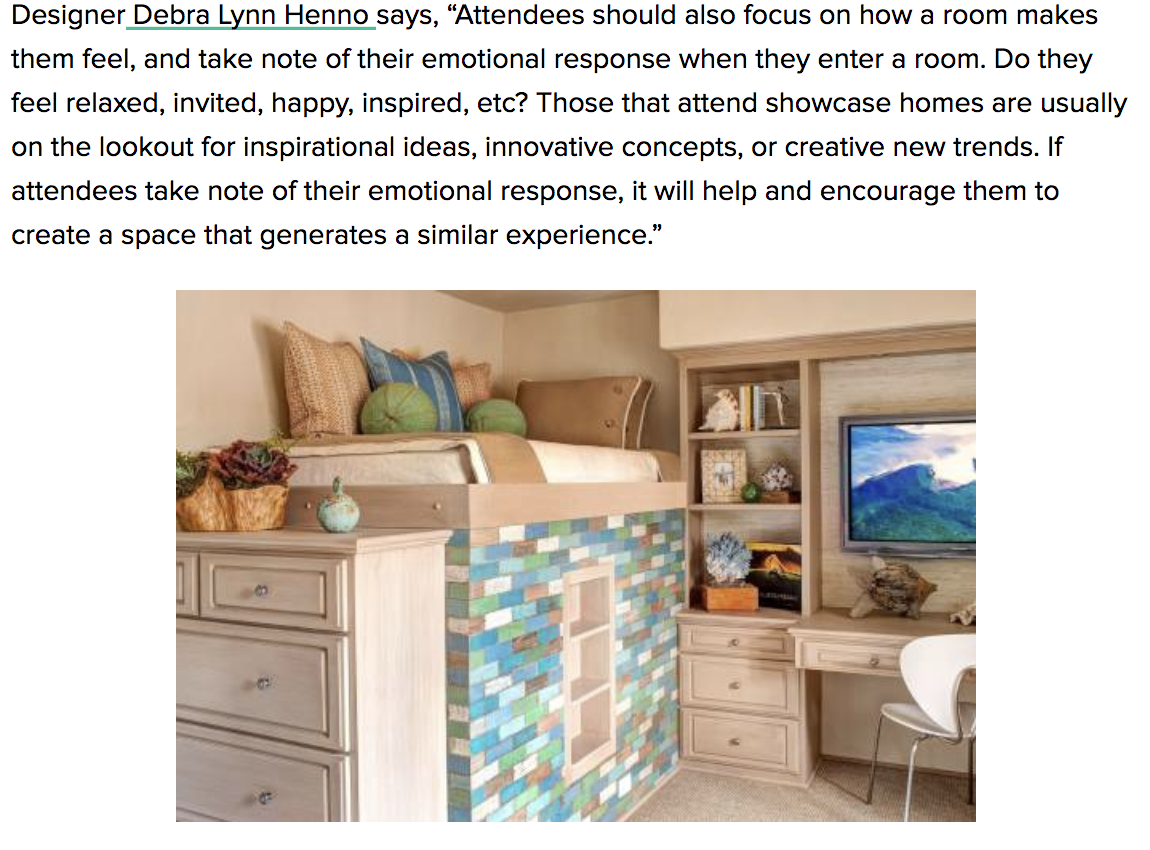 Designer Debra Lynn Henno says, “Attendees should also focus on how a room makes
them feel, and take note of their emotional response when they enter a room. Do they
feel relaxed, invited, happy, inspired, etc? Those that attend showcase homes are usually
on the lookout for inspirational ideas, innovative concepts, or creative new trends. If
attendees take note of their emotional response, it will help and encourage them to
create a space that generates a similar experience.”